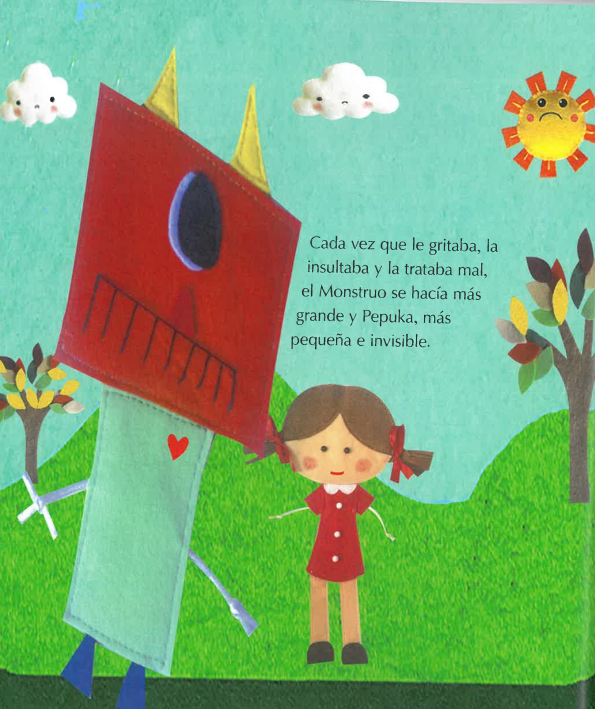 Cada vez que le gritaba, la
insultaba y la trataba mal,
el Monstruo se hacía más
grande y Pepuka, más
pequeña e invisible.